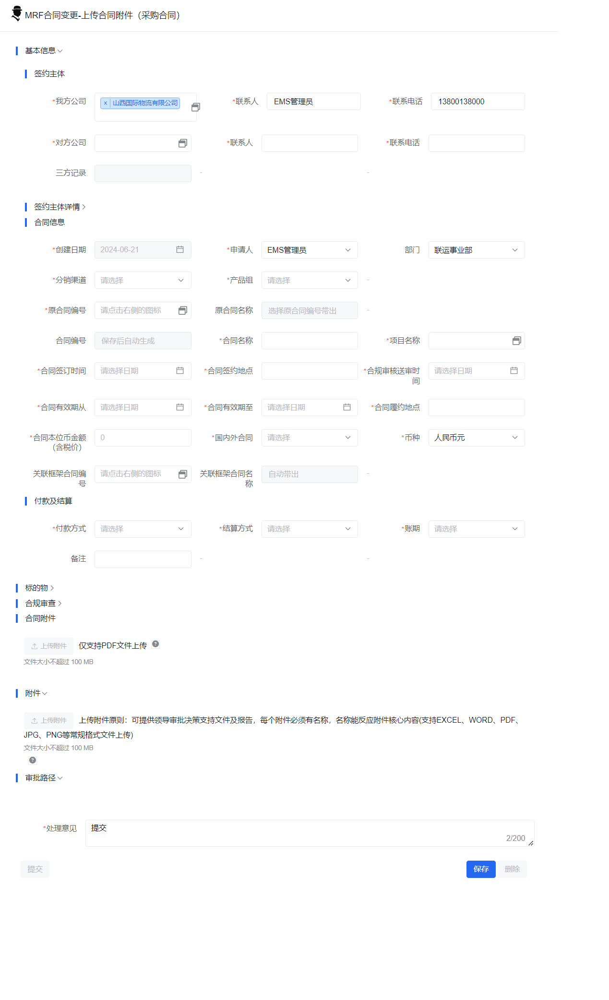 MRF合同变更-上传合同附件（采购合同）
基本信息
签约主体
*我方公司 × 山西国际物流有限公司 *联系人 EMS管理员 *联系电话 13800138000
*对方公司 *联系人 *联系电话
三方记录 - -
签约主体详情
合同信息
*创建日期 2024-06-21 *申请人 EMS管理员 部门 联运事业部
*分销渠道 请选择 *产品组 请选择 -
*原合同编号 请点击右侧的图标 原合同名称 选择原合同编号带出 -
合同编号 保存后自动生成 *合同名称 *项目名称
*合同签订时间 请选择日期 *合同签约地点 *合规审核送审时
间 请选择日期
*合同有效期从 请选择日期 *合同有效期至 请选择日期 *合同履约地点
*合同本位币金额
（含税价） 0 *国内外合同 请选择 *币种 人民币元
关联框架合同编
号 请点击右侧的图标 关联框架合同名
称 自动带出 -
付款及结算
*付款方式 请选择 *结算方式 请选择 *账期 请选择
备注 - -
标的物
合规审查
合同附件
上传附件 仅支持PDF文件上传 ?
文件大小不超过 100 MB
附件
上传附件 上传附件原则：可提供领导审批决策支持文件及报告，每个附件必须有名称，名称能反应附件核心内容(支持EXCEL、WORD、PDF、
JPG、PNG等常规格式文件上传)
文件大小不超过 100 MB
?
审批路径
*处理意见 提交
2/200
提交 保存 删除